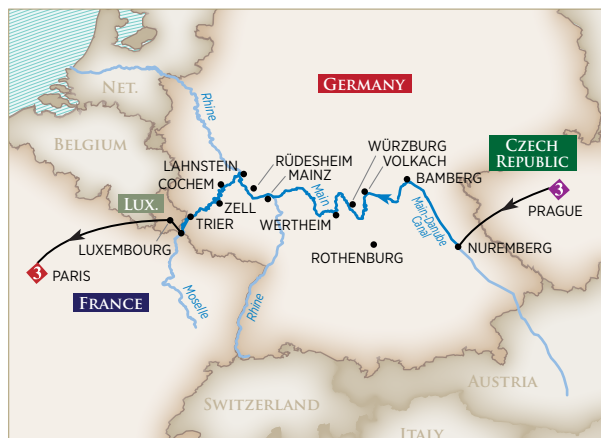 NET.
Rhine
GERMANY
BELGIUM
WÜRZBURG
VOLKACH
CZECH
REPUBLIC
LAHNSTEIN
RÜDESHEIM
COCHEM
MAINZ
BAMBERG
Main
LUX.
ZELL
TRIER
WERTHEIM
Main-Danube
Canal
3
PRAGUE
LUXEMBOURG
ROTHENBURG
NUREMBERG
3
PARIS
FRANCE
Moselle
Rhine
AUSTRIA
SWITZERLAND
ITALY